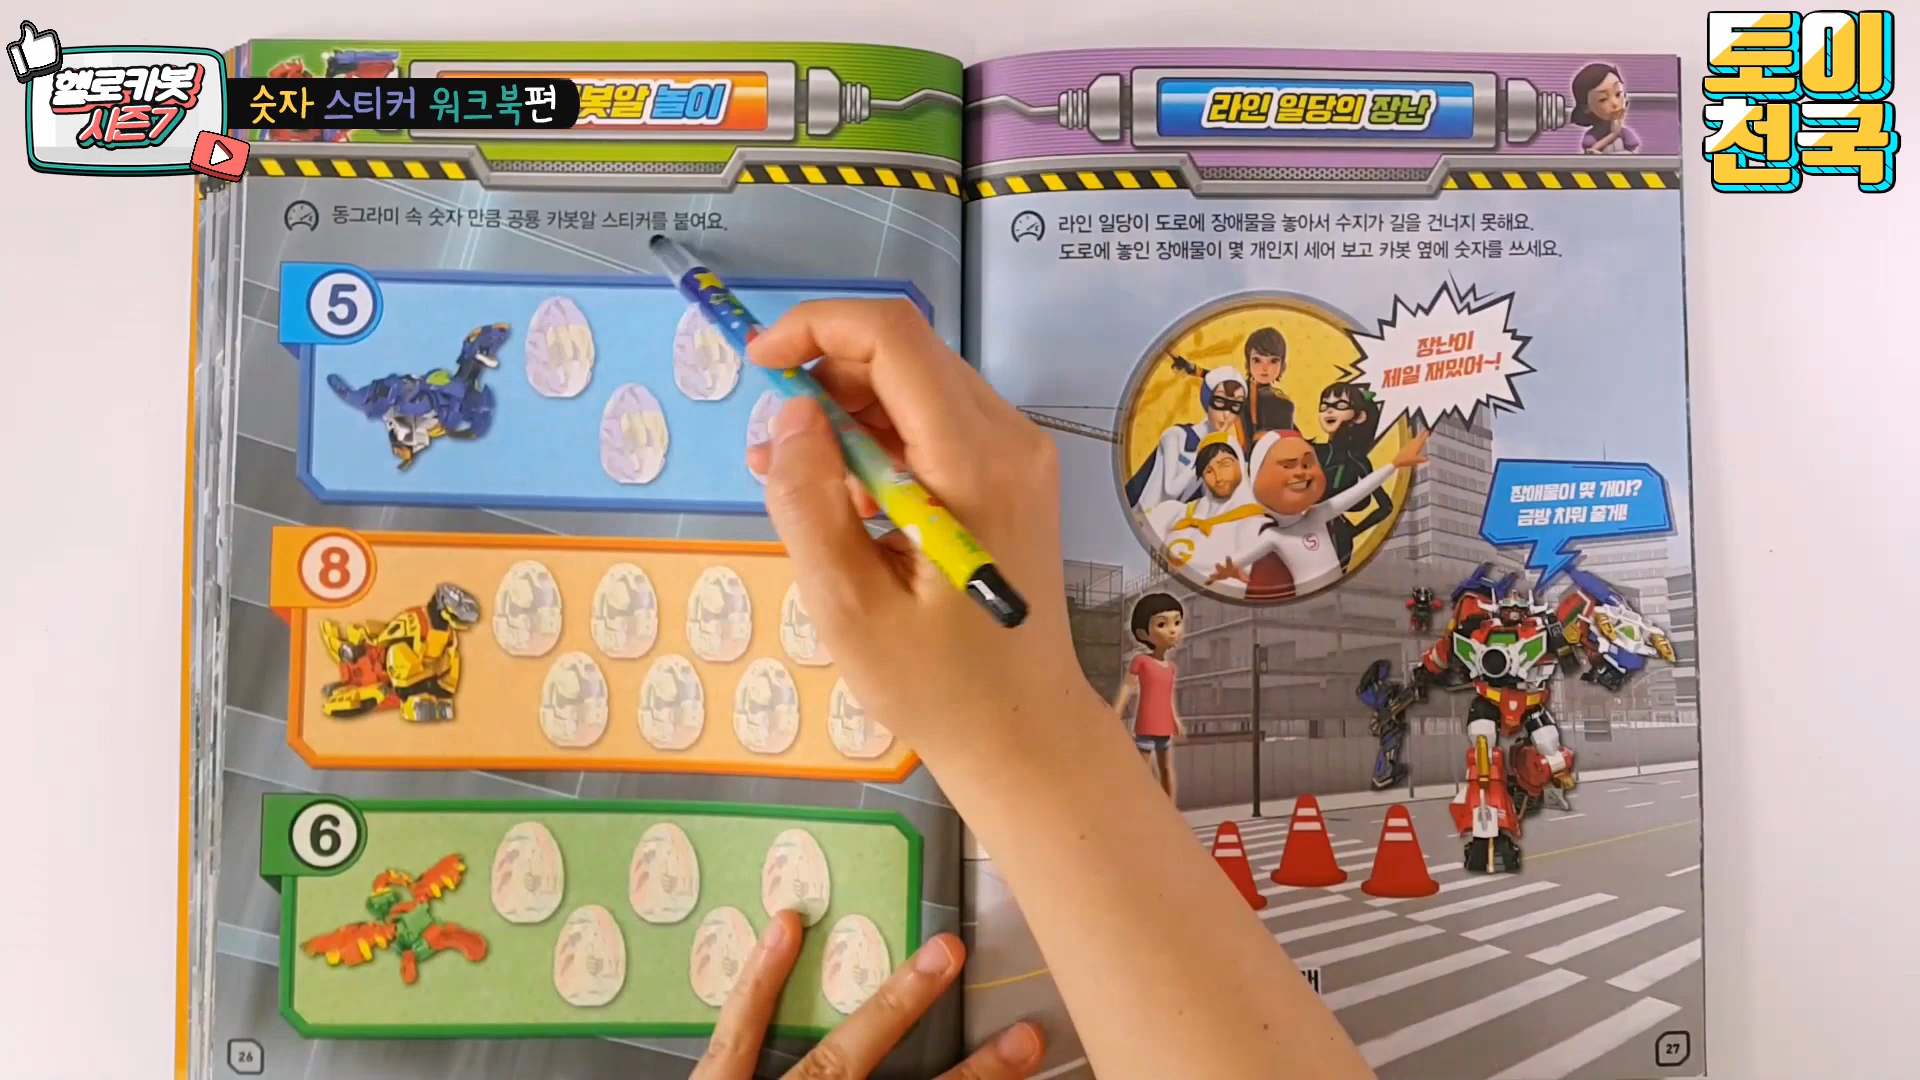 헬로카봇
시즌7
숫자 스티커 워크북편
토이
천국
봇알 놀이
동그라미 속 숫자 만큼 공룡 카봇알 스티커를 붙여요.
5
8
6
26
라인 일당의 장난
라인 일당이 도로에 장애물을 놓아서 수지가 길을 건너지 못해요.
도로에 놓인 장애물이 몇 개인지 세어 보고 카봇 옆에 숫자를 쓰세요.
장난이
제일 재밌어~!
장애물이 몇 개야?
금방 치워 줄게!
G
S
개
27